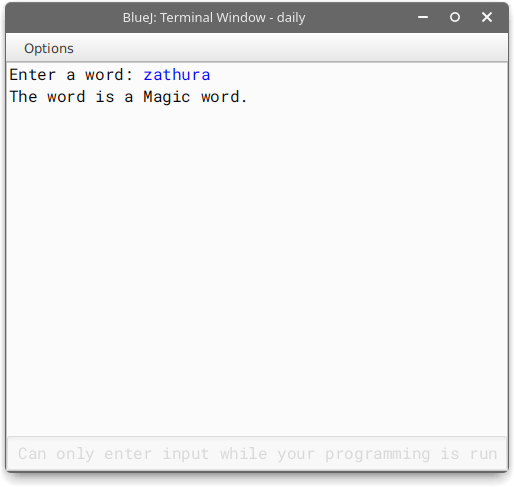 BlueJ: Terminal Window - daily
Options
Enter a word: zathura
The word is a Magic word.
Can only enter input while your programming is run